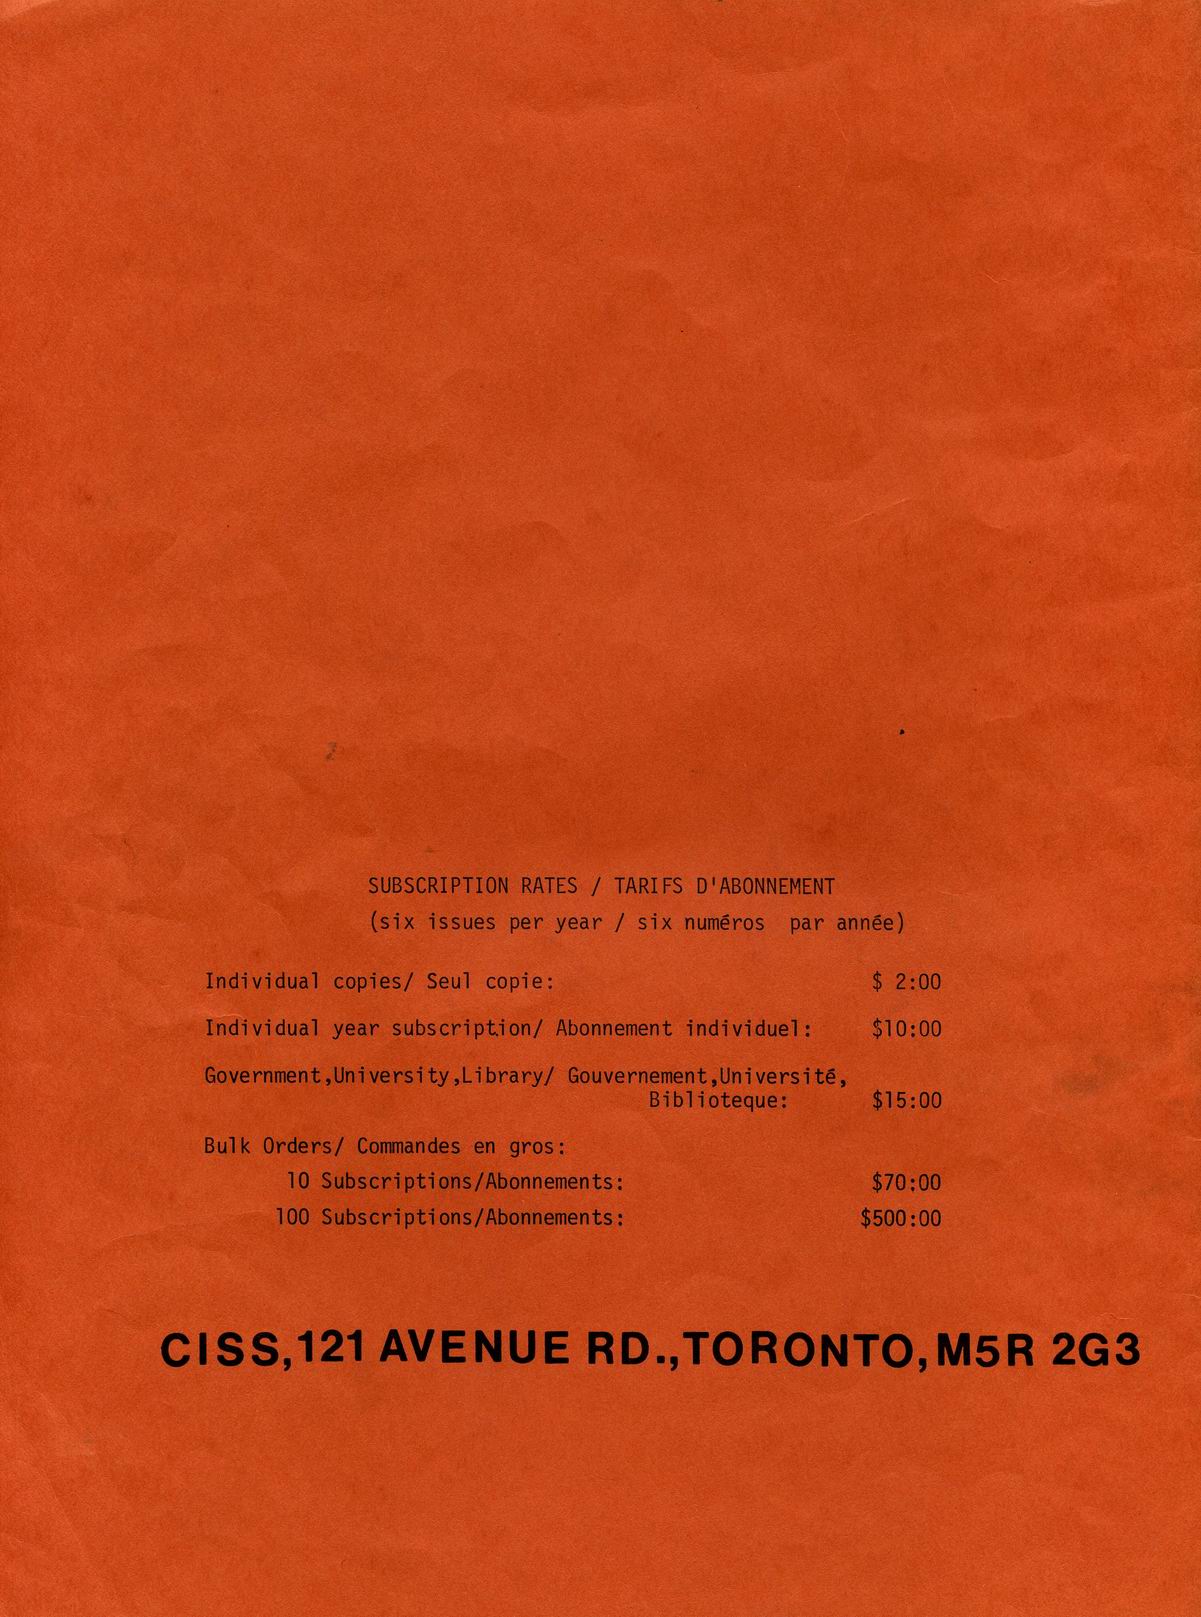 SUBSCRIPTION RATES / TARIFS D'ABONNEMENT
(six issues per year / six numéros par année)
Individual copies/ Seul copie: $ 2:00
Individual year subscription/ Abonnement individuel: $10:00
Government,University,Library/ Gouvernement,Université,
Biblioteque: $15:00
Bulk Orders/ Commandes en gros:
10 Subscriptions/Abonnements: $70:00
100 Subscriptions/Abonnements: $500:00
CISS,121 AVENUE RD.,TORONTO,M5R 2G3